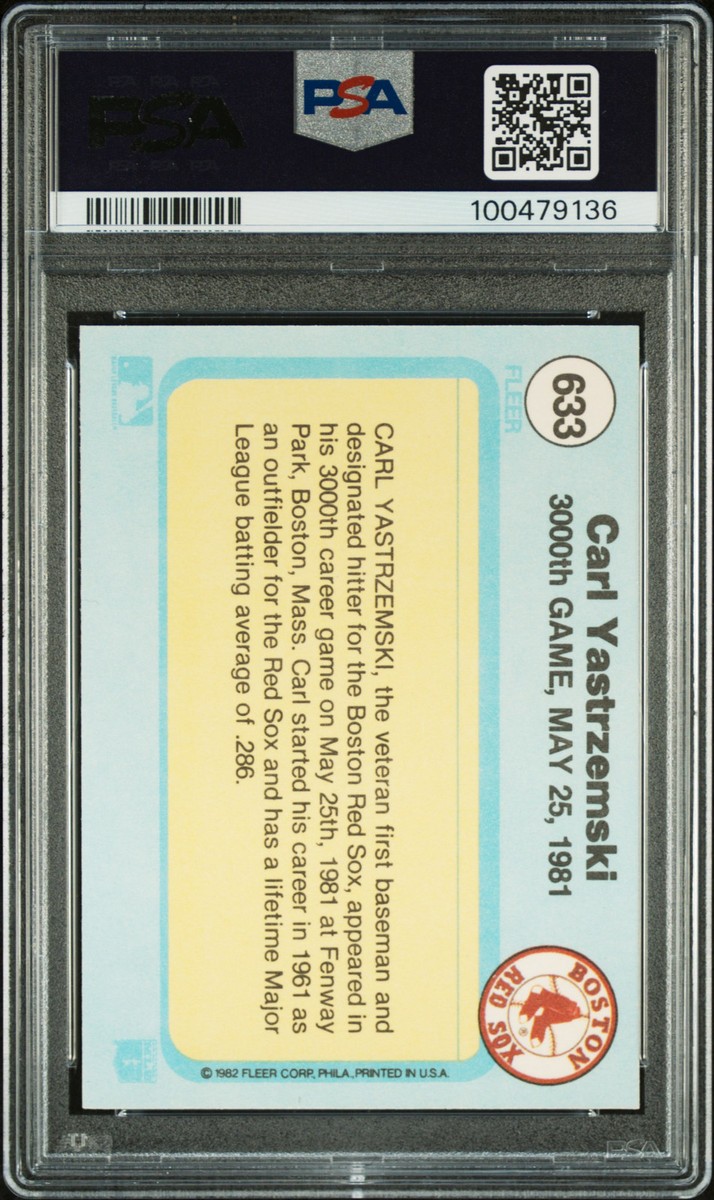 PSA
PSA
100479136
633
FLEER
Carl Yastrzemski
3000th GAME, MAY 25, 1981
BOSTON
RED SOX
®
CARL YASTRZEMSKI, the veteran first baseman and
designated hitter for the Boston Red Sox, appeared in
his 3000th career game on May 25th, 1981 at Fenway
Park, Boston, Mass. Carl started his career in 1961 as
an outfielder for the Red Sox and has a lifetime Major
League batting average of .286.
© 1982 FLEER CORP., PHILA., PRINTED IN U.S.A.
PSA